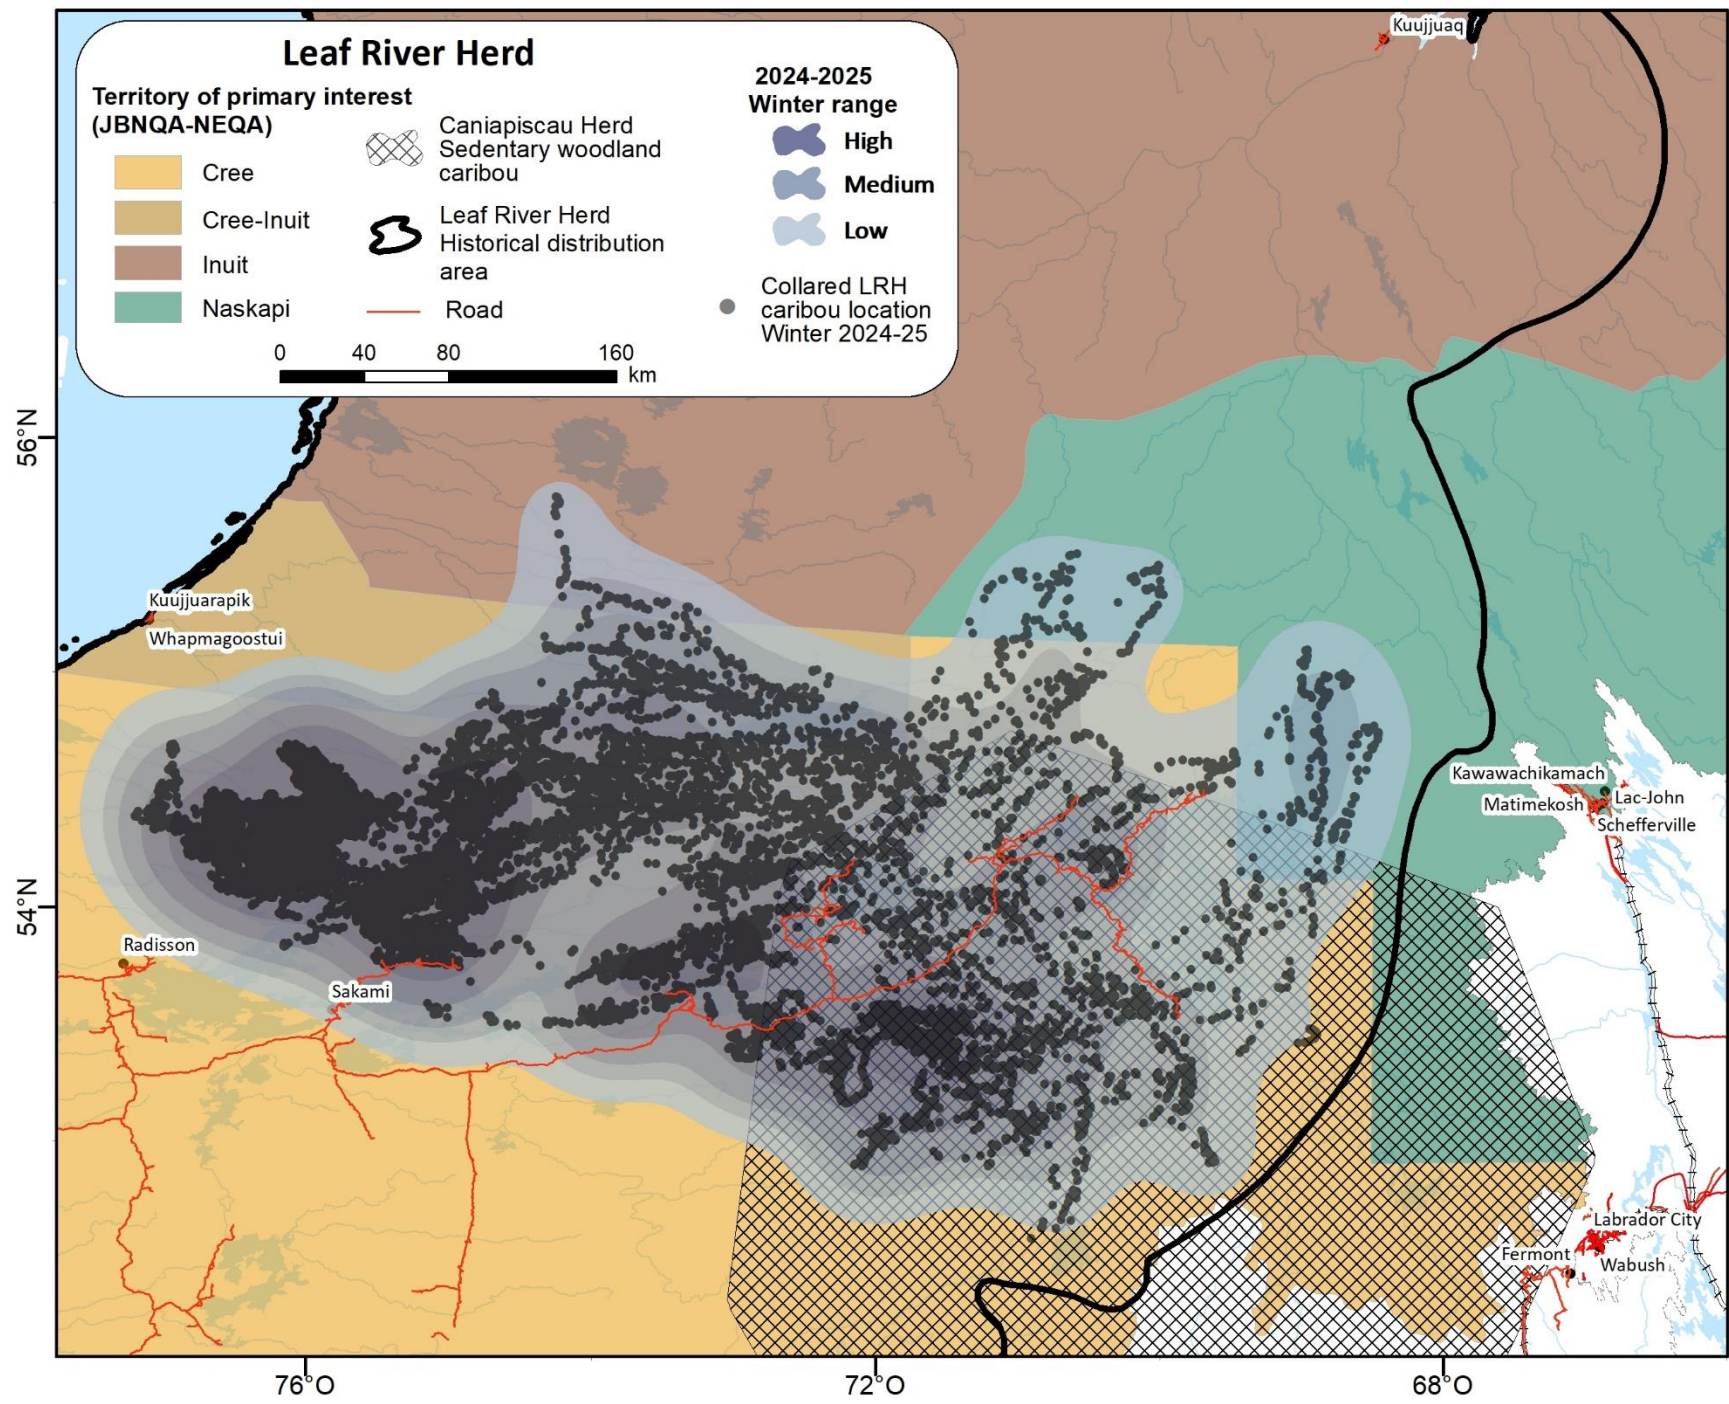 Leaf River Herd
Territory of primary interest
(JBNQA-NEQA)
Cree
Cree-Inuit
Inuit
Naskapi
Caniapiscau Herd
Sedentary woodland
caribou
Leaf River Herd
Historical distribution
area
Road
0 40 80 160
km
2024-2025
Winter range
High
Medium
Low
Collared LRH
caribou location
Winter 2024-25
Kuujjuaq
56°N
Kuujjuarapik
Whapmagoostui
Kawawachikamach
Matimekosh
Lac-John
Schefferville
54°N
Radisson
Sakami
Labrador City
Fermont
Wabush
76°O
72°O
68°O